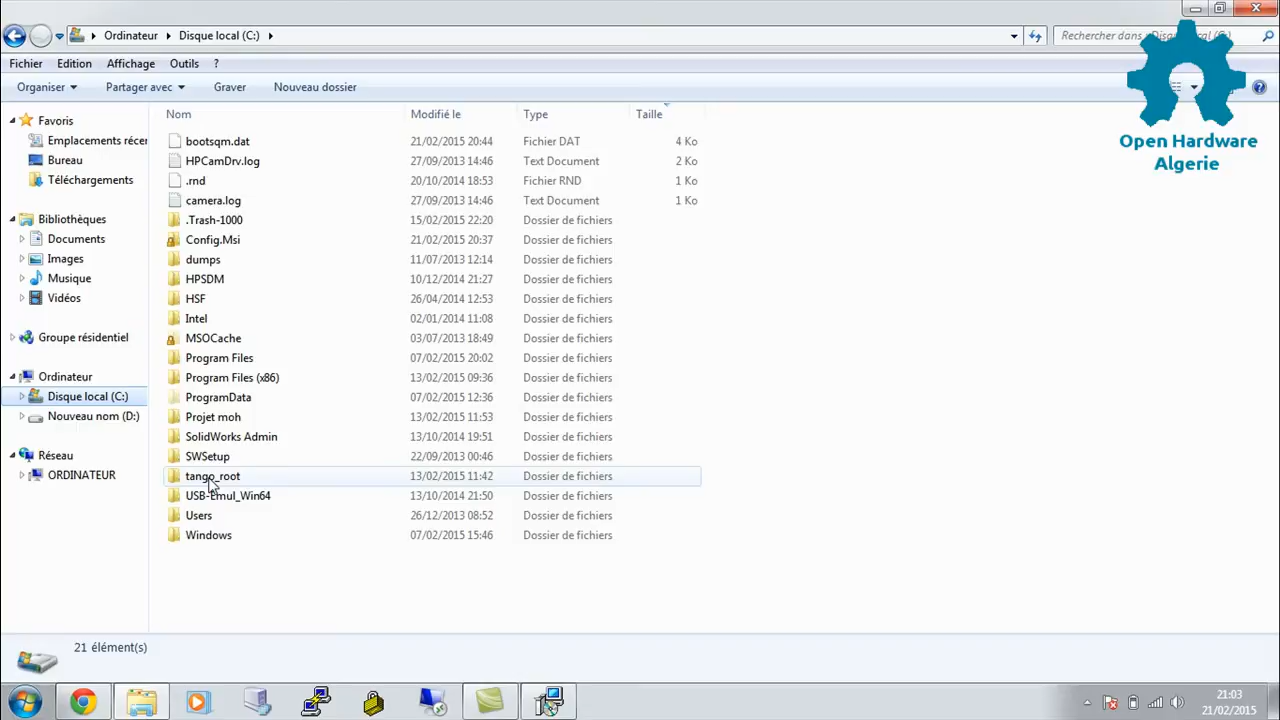 Ordinateur Disque local (C:)
Rechercher dans : Disque local (C:)
Fichier Edition Affichage Outils ?
Organiser Partager avec Graver Nouveau dossier
Open Hardware
Algerie
Favoris
Emplacements récer
Bureau
Téléchargements
Bibliothèques
Documents
Images
Musique
Vidéos
Groupe résidentiel
Ordinateur
Disque local (C:)
Nouveau nom (D:)
Réseau
ORDINATEUR
Nom Modifié le Type Taille
bootsqm.dat 21/02/2015 20:44 Fichier DAT 4 Ko
HPCamDrv.log 27/09/2013 14:46 Text Document 2 Ko
.rnd 20/10/2014 18:53 Fichier RND 1 Ko
camera.log 27/09/2013 14:46 Text Document 1 Ko
.Trash-1000 15/02/2015 22:20 Dossier de fichiers
Config.Msi 21/02/2015 20:37 Dossier de fichiers
dumps 11/07/2013 12:14 Dossier de fichiers
HPSDM 10/12/2014 21:27 Dossier de fichiers
HSF 26/04/2014 12:53 Dossier de fichiers
Intel 02/01/2014 11:08 Dossier de fichiers
MSOCache 03/07/2013 18:49 Dossier de fichiers
Program Files 07/02/2015 20:02 Dossier de fichiers
Program Files (x86) 13/02/2015 09:36 Dossier de fichiers
ProgramData 07/02/2015 12:36 Dossier de fichiers
Projet moh 13/02/2015 11:53 Dossier de fichiers
SolidWorks Admin 13/10/2014 19:51 Dossier de fichiers
SWSetup 22/09/2013 00:46 Dossier de fichiers
tango_root 13/02/2015 11:42 Dossier de fichiers
USB-Emul_Win64 13/10/2014 21:50 Dossier de fichiers
Users 26/12/2013 08:52 Dossier de fichiers
Windows 07/02/2015 15:46 Dossier de fichiers
21 élément(s)
21:03
21/02/2015